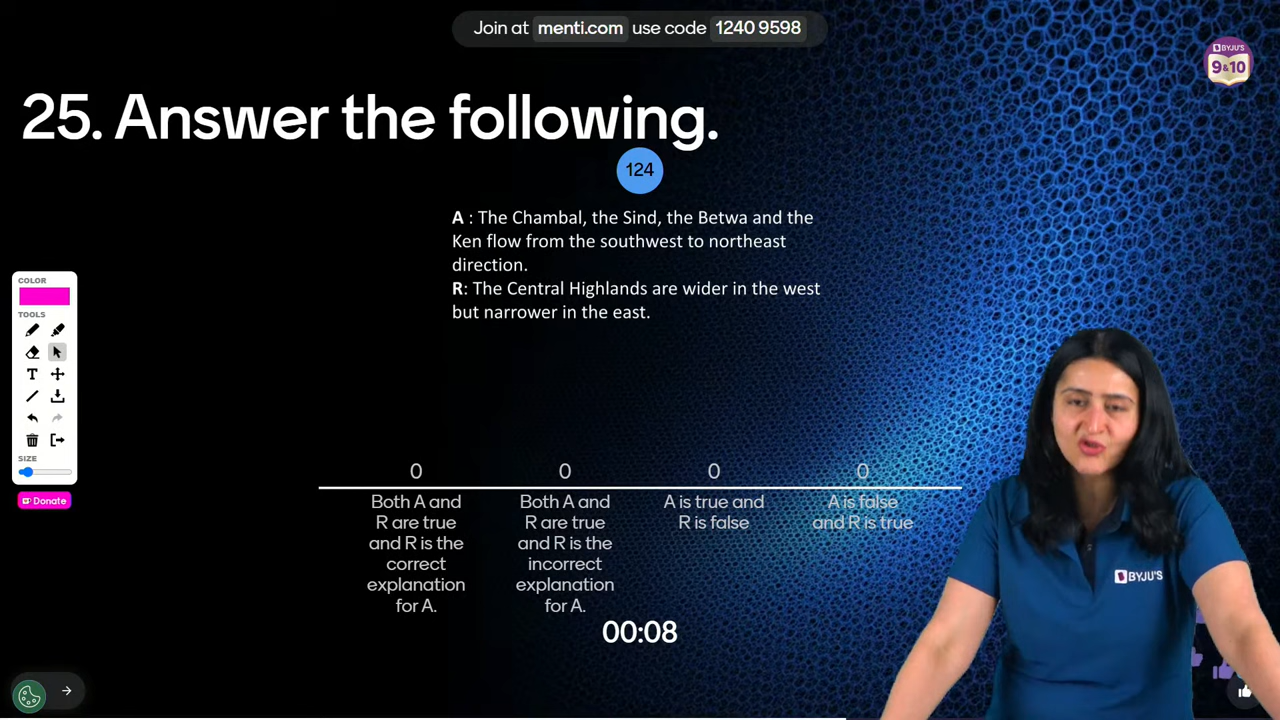 Join at menti.com use code 1240 9598
BYJU'S
9&10
25. Answer the following.
124
A : The Chambal, the Sind, the Betwa and the
Ken flow from the southwest to northeast
direction.
R: The Central Highlands are wider in the west
but narrower in the east.
COLOR
TOOLS
T
SIZE
Donate
0
0
0
0
Both A and
R are true
and R is the
correct
explanation
for A.
Both A and
R are true
and R is the
incorrect
explanation
for A.
A is true and
R is false
A is false
and R is true
00:08
BYJU'S